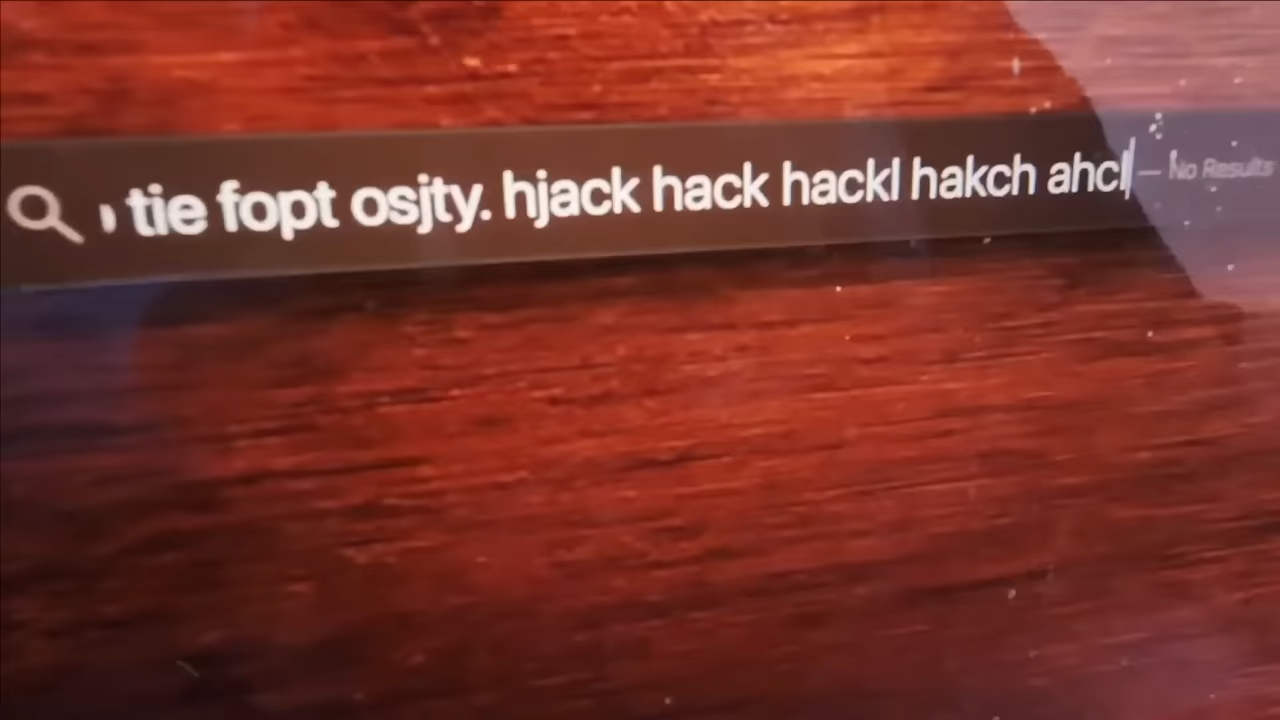 tie fopt osjty. hjack hack hackl hakch ahcl — No Results